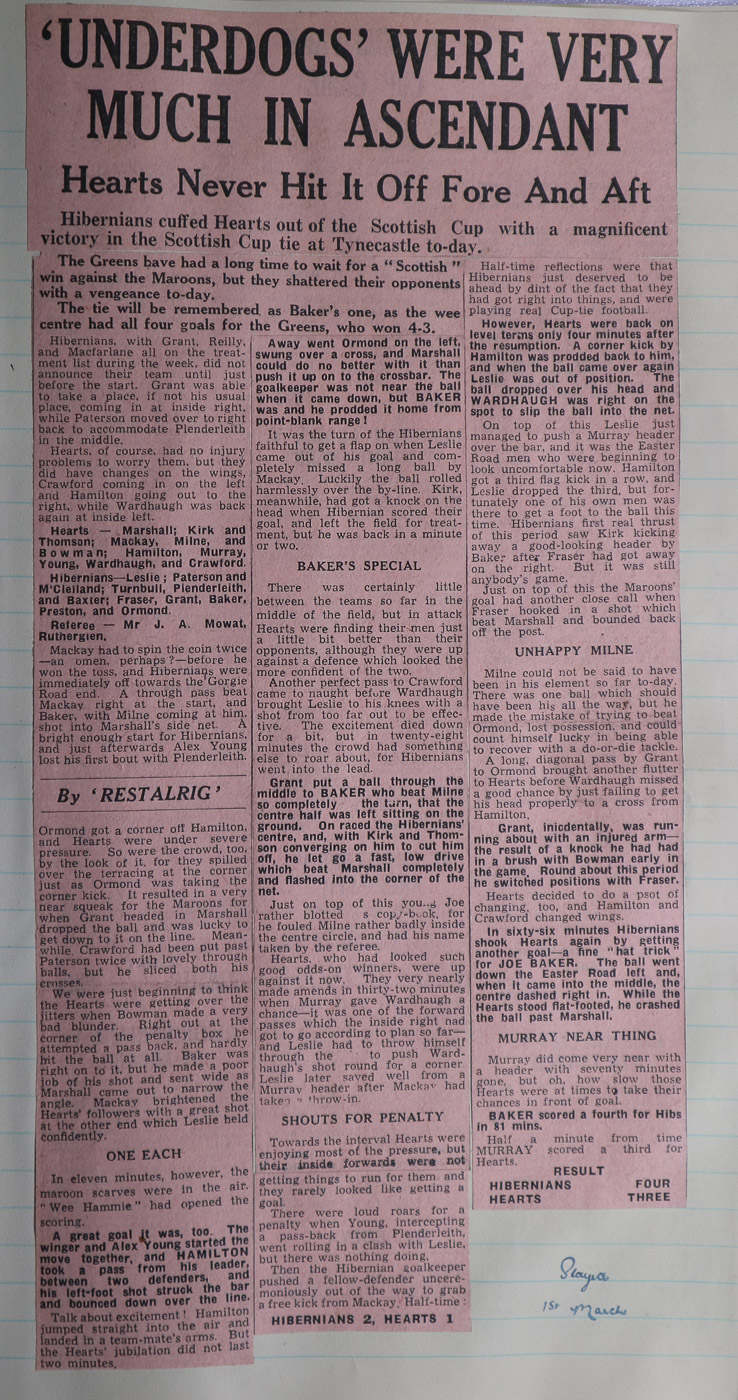 ‘UNDERDOGS’ WERE VERY
MUCH IN ASCENDANT
Hearts Never Hit It Off Fore And Aft
Hibernians cuffed Hearts out of the Scottish Cup with a magnificent
victory in the Scottish Cup tie at Tynecastle to-day.
The Greens have had a long time to wait for a “Scottish”
win against the Maroons, but they shattered their opponents
with a vengeance to-day.
The tie will be remembered as Baker's one, as the wee
centre had all four goals for the Greens, who won 4-3.
Hibernians, with Grant, Reilly,
and Macfarlane all on the treat-
ment list during the week, did not
announce their team until just
before the start. Grant was able
to take a place, if not his usual
place, coming in at inside right,
while Paterson moved over to right
back to accommodate Plenderleith
in the middle.
Hearts, of course, had no injury
problems to worry them, but they
did have changes on the wings,
Crawford coming in on the left
and Hamilton going out to the
right, while Wardhaugh was back
again at inside left.
Hearts — Marshall; Kirk and
Thomson; Mackay, Milne, and
Bowman; Hamilton, Murray,
Young, Wardhaugh, and Crawford.
Hibernians—Leslie; Paterson and
M'Clelland; Turnbull, Plenderleith,
and Baxter; Fraser, Grant, Baker,
Preston, and Ormond.
Referee — Mr J. A. Mowat,
Rutherglen.
Mackay had to spin the coin twice
—an omen, perhaps?—before he
won the toss, and Hibernians were
immediately off towards the Gorgie
Road end. A through pass beat
Mackay right at the start, and
Baker, with Milne coming at him,
shot into Marshall's side net. A
bright enough start for Hibernians,
and just afterwards Alex Young
lost his first bout with Plenderleith.
By ‘RESTALRIG’
Ormond got a corner off Hamilton,
and Hearts were under severe
pressure. So were the crowd, too,
by the look of it, for they spilled
over the terracing at the corner
just as Ormond was taking the
corner kick. It resulted in a very
near squeak for the Maroons for
when Grant headed in Marshall
dropped the ball and was lucky to
get down to it on the line. Mean-
while, Crawford had been put past
Paterson twice with lovely through
balls, but he sliced both his
crosses.
We were just beginning to think
the Hearts were getting over the
jitters when Bowman made a very
bad blunder. Right out at the
corner of the penalty box he
attempted a pass back, and hardly
hit the ball at all. Baker was
right on to it, but he made a poor
job of his shot and sent wide as
Marshall came out to narrow the
angle. Mackay brightened the
Hearts' followers with a great shot
at the other end which Leslie held
confidently.
ONE EACH
In eleven minutes, however, the
maroon scarves were in the air.
“Wee Hammie” had opened the
scoring.
A great goal it was, too. The
winger and Alex Young started the
move together, and HAMILTON
took a pass from his leader,
between two defenders, and
his left-foot shot struck the bar
and bounced down over the line.
Talk about excitement! Hamilton
jumped straight into the air and
landed in a team-mate's arms. But
the Hearts' jubilation did not last
two minutes.
Away went Ormond on the left,
swung over a cross, and Marshall
could do no better with it than
push it up on to the crossbar. The
goalkeeper was not near the ball
when it came down, but BAKER
was and he prodded it home from
point-blank range!
It was the turn of the Hibernians
faithful to get a flap on when Leslie
came out of his goal and com-
pletely missed a long ball by
Mackay. Luckily the ball rolled
harmlessly over the by-line. Kirk,
meanwhile, had got a knock on the
head when Hibernian scored their
goal, and left the field for treat-
ment, but he was back in a minute
or two.
BAKER'S SPECIAL
There was certainly little
between the teams so far in the
middle of the field, but in attack
Hearts were finding their men just
a little bit better than their
opponents, although they were up
against a defence which looked the
more confident of the two.
Another perfect pass to Crawford
came to naught before Wardhaugh
brought Leslie to his knees with a
shot from too far out to be effec-
tive. The excitement died down
for a bit, but in twenty-eight
minutes the crowd had something
else to roar about, for Hibernians
went into the lead.
Grant put a ball through the
middle to BAKER who beat Milne
so completely the turn, that the
centre half was left sitting on the
ground. On raced the Hibernians'
centre, and, with Kirk and Thom-
son converging on him to cut him
off, he let go a fast, low drive
which beat Marshall completely
and flashed into the corner of the
net.
Just on top of this Joe
rather blotted copy-book, for
he fouled Milne rather badly inside
the centre circle, and had his name
taken by the referee.
Hearts, who had looked such
good odds-on winners, were up
against it now. They very nearly
made amends in thirty-two minutes
when Murray gave Wardhaugh a
chance—it was one of the forward
passes which the inside right had
got to go according to plan so far—
and Leslie had to throw himself
through the to push Ward-
haugh's shot round for a corner
Leslie later saved well from a
Murray header after Mackay had
taken a throw-in.
SHOUTS FOR PENALTY
Towards the interval Hearts were
enjoying most of the pressure, but
their inside forwards were not
getting things to run for them and
they rarely looked like getting a
goal.
There were loud roars for a
penalty when Young, intercepting
a pass-back from Plenderleith,
went rolling in a clash with Leslie,
but there was nothing doing.
Then the Hibernian goalkeeper
pushed a fellow-defender uncere-
moniously out of the way to grab
a free kick from Mackay. Half-time:
HIBERNIANS 2, HEARTS 1
Half-time reflections were that
Hibernians just deserved to be
ahead by dint of the fact that they
had got right into things, and were
playing real Cup-tie football.
However, Hearts were back on
level terms only four minutes after
the resumption. A corner kick by
Hamilton was prodded back to him,
and when the ball came over again
Leslie was out of position. The
ball dropped over his head and
WARDHAUGH was right on the
spot to slip the ball into the net.
On top of this Leslie just
managed to push a Murray header
over the bar, and it was the Easter
Road men who were beginning to
look uncomfortable now. Hamilton
got a third flag kick in a row, and
Leslie dropped the third, but for-
tunately one of his own men was
there to get a foot to the ball this
time. Hibernians first real thrust
of this period saw Kirk kicking
away a good-looking header by
Baker after Fraser had got away
on the right. But it was still
anybody's game.
Just on top of this the Maroons'
goal had another close call when
Fraser hooked in a shot which
beat Marshall and bounded back
off the post.
UNHAPPY MILNE
Milne could not be said to have
been in his element so far to-day.
There was one ball which should
have been his all the way, but he
made the mistake of trying to beat
Ormond, lost possession, and could
count himself lucky in being able
to recover with a do-or-die tackle.
A long, diagonal pass by Grant
to Ormond brought another flutter
to Hearts before Wardhaugh missed
a good chance by just failing to get
his head properly to a cross from
Hamilton.
Grant, inicdentally, was run-
ning about with an injured arm—
the result of a knock he had had
in a brush with Bowman early in
the game. Round about this period
he switched positions with Fraser.
Hearts decided to do a psot of
changing, too, and Hamilton and
Crawford changed wings.
In sixty-six minutes Hibernians
shook Hearts again by getting
another goal—a fine “hat trick”
for JOE BAKER. The ball went
down the Easter Road left and,
when it came into the middle, the
centre dashed right in. While the
Hearts stood flat-footed, he crashed
the ball past Marshall.
MURRAY NEAR THING
Murray did come very near with
a header with seventy minutes
gone, but oh, how slow those
Hearts were at times to take their
chances in front of goal.
BAKER scored a fourth for Hibs
in 81 mins.
Half a minute from time
MURRAY scored a third for
Hearts.
RESULT
HIBERNIANS FOUR
HEARTS THREE
1st March